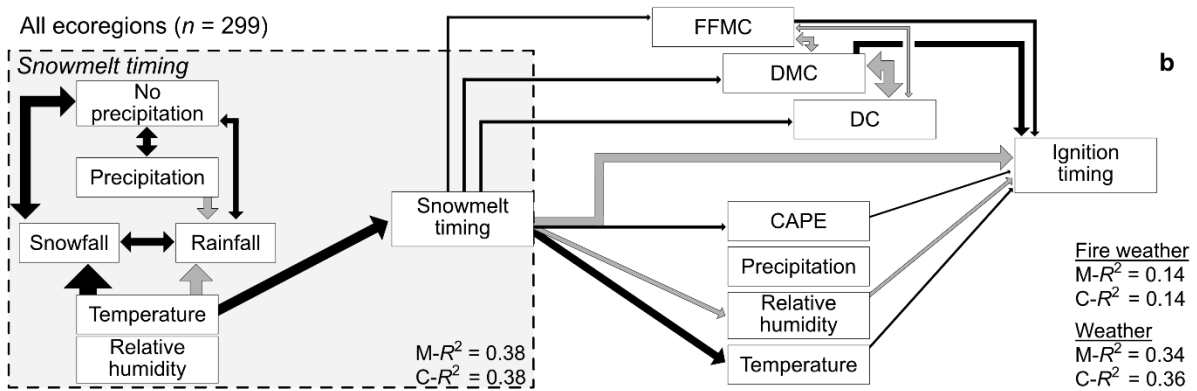 All ecoregions (n = 299)
b
Snowmelt timing
No
precipitation
Precipitation
Snowfall
Rainfall
Temperature
Relative
humidity
M-R² = 0.38
C-R² = 0.38
Snowmelt
timing
FFMC
DMC
DC
CAPE
Precipitation
Relative
humidity
Temperature
Ignition
timing
Fire weather
M-R² = 0.14
C-R² = 0.14
Weather
M-R² = 0.34
C-R² = 0.36